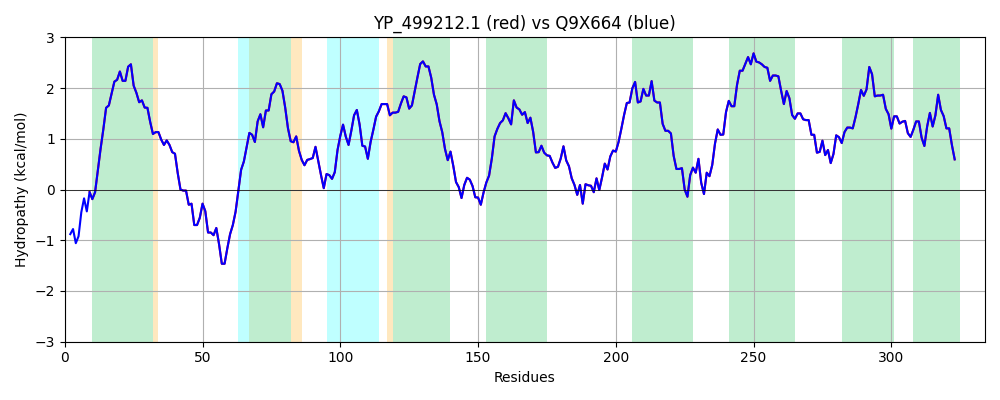 YP_499212.1 (red) vs Q9X664 (blue)
Hydropathy (kcal/mol)
3
2
1
0
−1
−2
−3
0 50 100 150 200 250 300
Residues